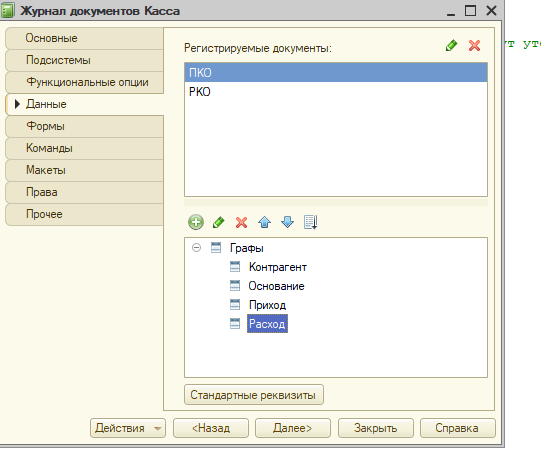 Журнал документов Касса
Основные
Подсистемы
Функциональные опции
Данные
Формы
Команды
Макеты
Права
Прочее
Регистрируемые документы:
ПКО
РКО
Графы
Контрагент
Основание
Приход
Расход
Стандартные реквизиты
Действия
<Назад
Далее>
Закрыть
Справка